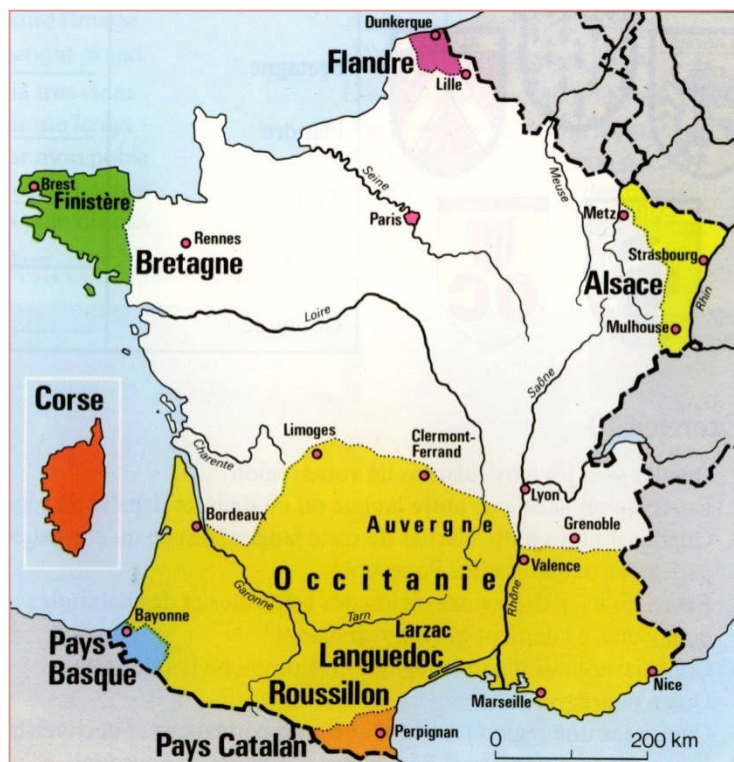 Dunkerque
Flandre
Lille
Seine
Meuse
Brest
Finistère
Paris
Metz
Rennes
Bretagne
Strasbourg
Alsace
Rhin
Loire
Mulhouse
Saône
Corse
Charente
Limoges
Clermont-
Ferrand
Lyon
Bordeaux
Auvergne
Grenoble
Occitanie
Valence
Garonne
Tarn
Rhône
Bayonne
Larzac
Pays
Basque
Languedoc
Roussillon
Nice
Marseille
Pays Catalan
Perpignan
0
200 km